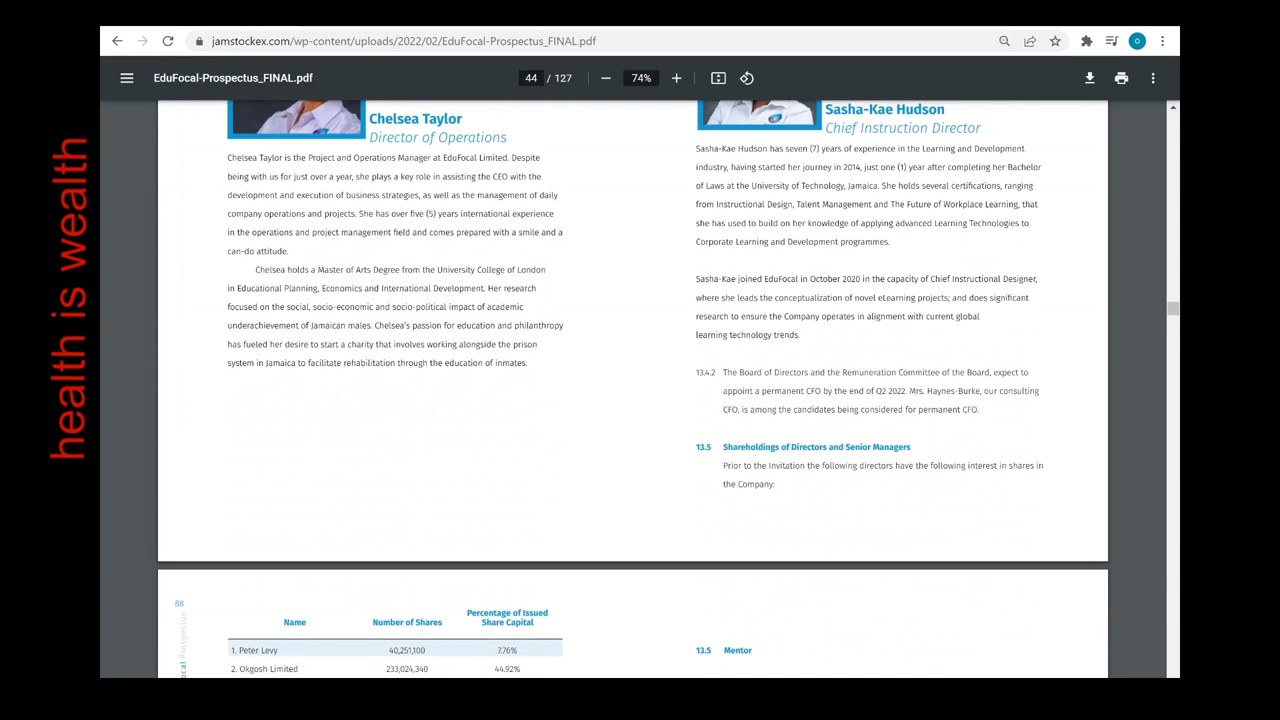 health is wealth
jamstockex.com/wp-content/uploads/2022/02/EduFocal-Prospectus_FINAL.pdf
O
EduFocal-Prospectus_FINAL.pdf
44 / 127
74%
Chelsea Taylor
Director of Operations
Chelsea Taylor is the Project and Operations Manager at EduFocal Limited. Despite
being with us for just over a year, she plays a key role in assisting the CEO with the
development and execution of business strategies, as well as the management of daily
company operations and projects. She has over five (5) years international experience
in the operations and project management field and comes prepared with a smile and a
can-do attitude.
Chelsea holds a Master of Arts Degree from the University College of London
in Educational Planning, Economics and International Development. Her research
focused on the social, socio-economic and socio-political impact of academic
underachievement of Jamaican males. Chelsea's passion for education and philanthropy
has fueled her desire to start a charity that involves working alongside the prison
system in Jamaica to facilitate rehabilitation through the education of inmates.
Sasha-Kae Hudson
Chief Instruction Director
Sasha-Kae Hudson has seven (7) years of experience in the Learning and Development
industry, having started her journey in 2014, just one (1) year after completing her Bachelor
of Laws at the University of Technology, Jamaica. She holds several certifications, ranging
from Instructional Design, Talent Management and The Future of Workplace Learning, that
she has used to build on her knowledge of applying advanced Learning Technologies to
Corporate Learning and Development programmes.
Sasha-Kae joined EduFocal in October 2020 in the capacity of Chief Instructional Designer,
where she leads the conceptualization of novel eLearning projects; and does significant
research to ensure the Company operates in alignment with current global
learning technology trends.
13.4.2 The Board of Directors and the Remuneration Committee of the Board, expect to
appoint a permanent CFO by the end of Q2 2022. Mrs. Haynes-Burke, our consulting
CFO, is among the candidates being considered for permanent CFO.
13.5 Shareholdings of Directors and Senior Managers
Prior to the Invitation the following directors have the following interest in shares in
the Company:
88
cal Prospectus
Name Number of Shares Percentage of Issued
Share Capital
1. Peter Levy 40,251,100 7.76%
2. Okgosh Limited 233,024,340 44.92%
13.5 Mentor